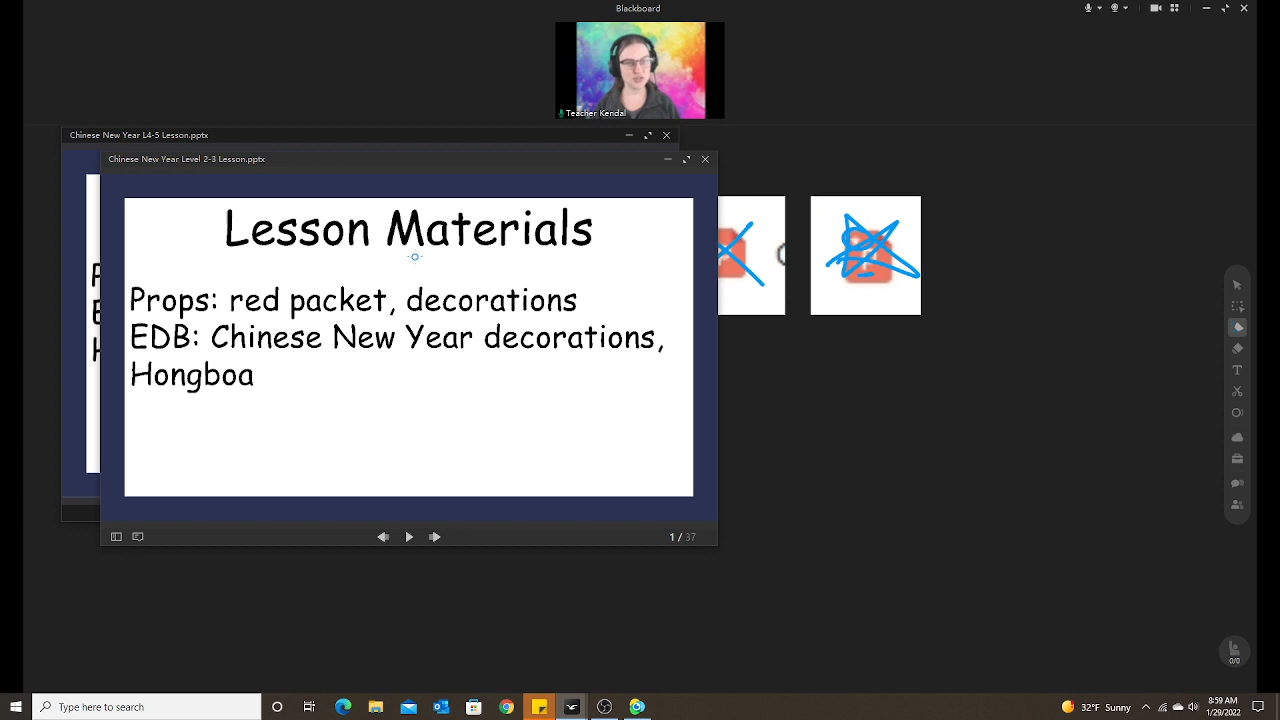 Blackboard
Teacher Kendal
Chinese New Year L4-5 Lesson.pptx
Chinese New Year Level 2-3 Lesson.pptx
Lesson Materials
Props: red packet, decorations
EDB: Chinese New Year decorations,
Hongboa
1 / 37
0/0
Type here to search
32°F Sunny
8:59 AM
1/29/2022